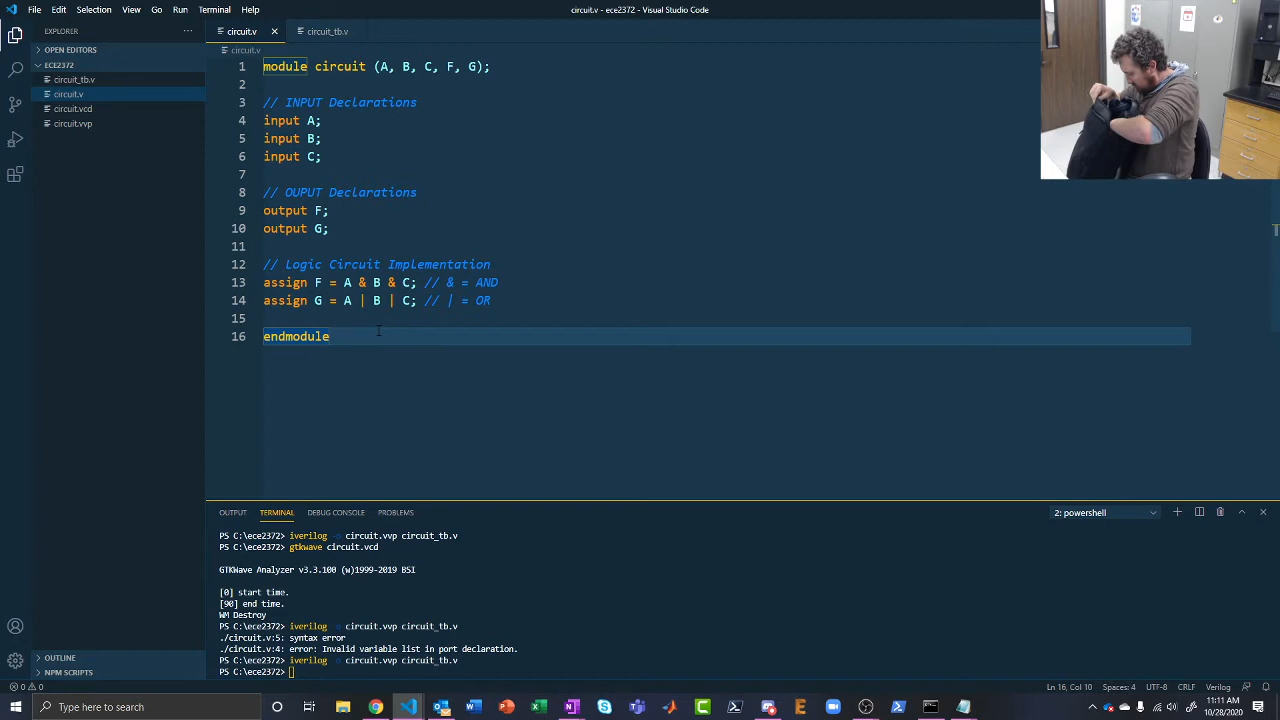 File Edit Selection View Go Run Terminal Help
circuit.v - ece2372 - Visual Studio Code
EXPLORER ···
OPEN EDITORS
ECE2372
circuit_tb.v
circuit.v
circuit.vcd
circuit.vvp
OUTLINE
NPM SCRIPTS
circuit.v
circuit_tb.v
circuit.v
1 module circuit (A, B, C, F, G);
2
3 // INPUT Declarations
4 input A;
5 input B;
6 input C;
7
8 // OUPUT Declarations
9 output F;
10 output G;
11
12 // Logic Circuit Implementation
13 assign F = A & B & C; // & = AND
14 assign G = A | B | C; // | = OR
15
16 endmodule
OUTPUT TERMINAL DEBUG CONSOLE PROBLEMS
2: powershell
PS C:\ece2372> iverilog -o circuit.vvp circuit_tb.v
PS C:\ece2372> gtkwave circuit.vcd
GTKWave Analyzer v3.3.100 (w)1999-2019 BSI
[0] start time.
[90] end time.
WM Destroy
PS C:\ece2372> iverilog -o circuit.vvp circuit_tb.v
./circuit.v:5: syntax error
./circuit.v:4: error: Invalid variable list in port declaration.
PS C:\ece2372> iverilog -o circuit.vvp circuit_tb.v
PS C:\ece2372>
0 0
Ln 16, Col 10 Spaces: 4 UTF-8 CRLF Verilog
Type here to search
11:11 AM
10/28/2020